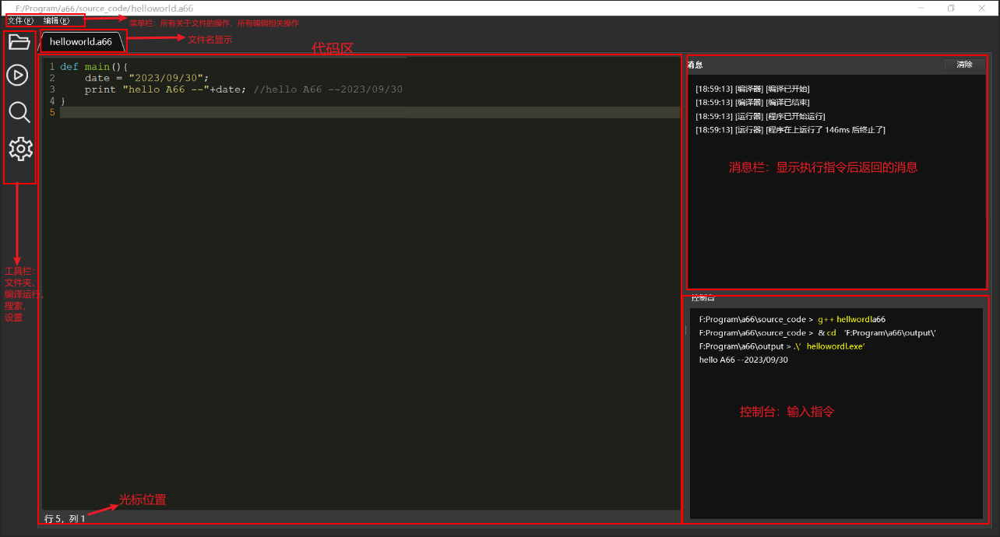 F:/Program/a66/source_code/helloworld.a66
文件(F) 编辑(E)
菜单栏：所有关于文件的操作，所有编辑相关操作
helloworld.a66
文件名显示
代码区
1 def main(){
2 date = "2023/09/30";
3 print "hello A66 --"+date; //hello A66 --2023/09/30
4 }
5
消息
清除
[18:59:13] [编译器] [编译已开始]
[18:59:13] [编译器] [编译已结束]
[18:59:13] [运行器] [程序已开始运行]
[18:59:13] [运行器] [程序在上运行了 146ms 后终止了]
消息栏：显示执行指令后返回的消息
工具栏：
文件夹，
编译运行，
搜索，
设置
控制台
F:Program\a66\source_code > g++ hellwordla66
F:Program\a66\source_code > & cd 'F:Program\a66\output\'
F:Program\a66\output > .\' hellowordl.exe'
hello A66 --2023/09/30
控制台：输入指令
光标位置
行 5，列 1